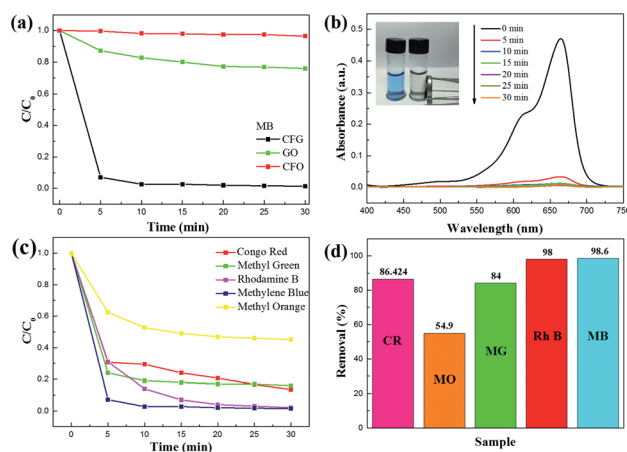 (a)
1.0
0.8
0.6
0.4
0.2
0.0
C/C0
MB
CFG
GO
CFO
0 5 10 15 20 25 30
Time (min)
(b)
Absorbance (a.u.)
0.5
0.4
0.3
0.2
0.1
0.0
0 min
5 min
10 min
15 min
20 min
25 min
30 min
400 450 500 550 600 650 700 750
Wavelength (nm)
(c)
C/C0
1.0
0.8
0.6
0.4
0.2
0.0
Congo Red
Methyl Green
Rhodamine B
Methylene Blue
Methyl Orange
0 5 10 15 20 25 30
Time (min)
(d)
Removal (%)
100
80
60
40
20
0
86.424
54.9
84
98
98.6
CR
MO
MG
Rh B
MB
Sample